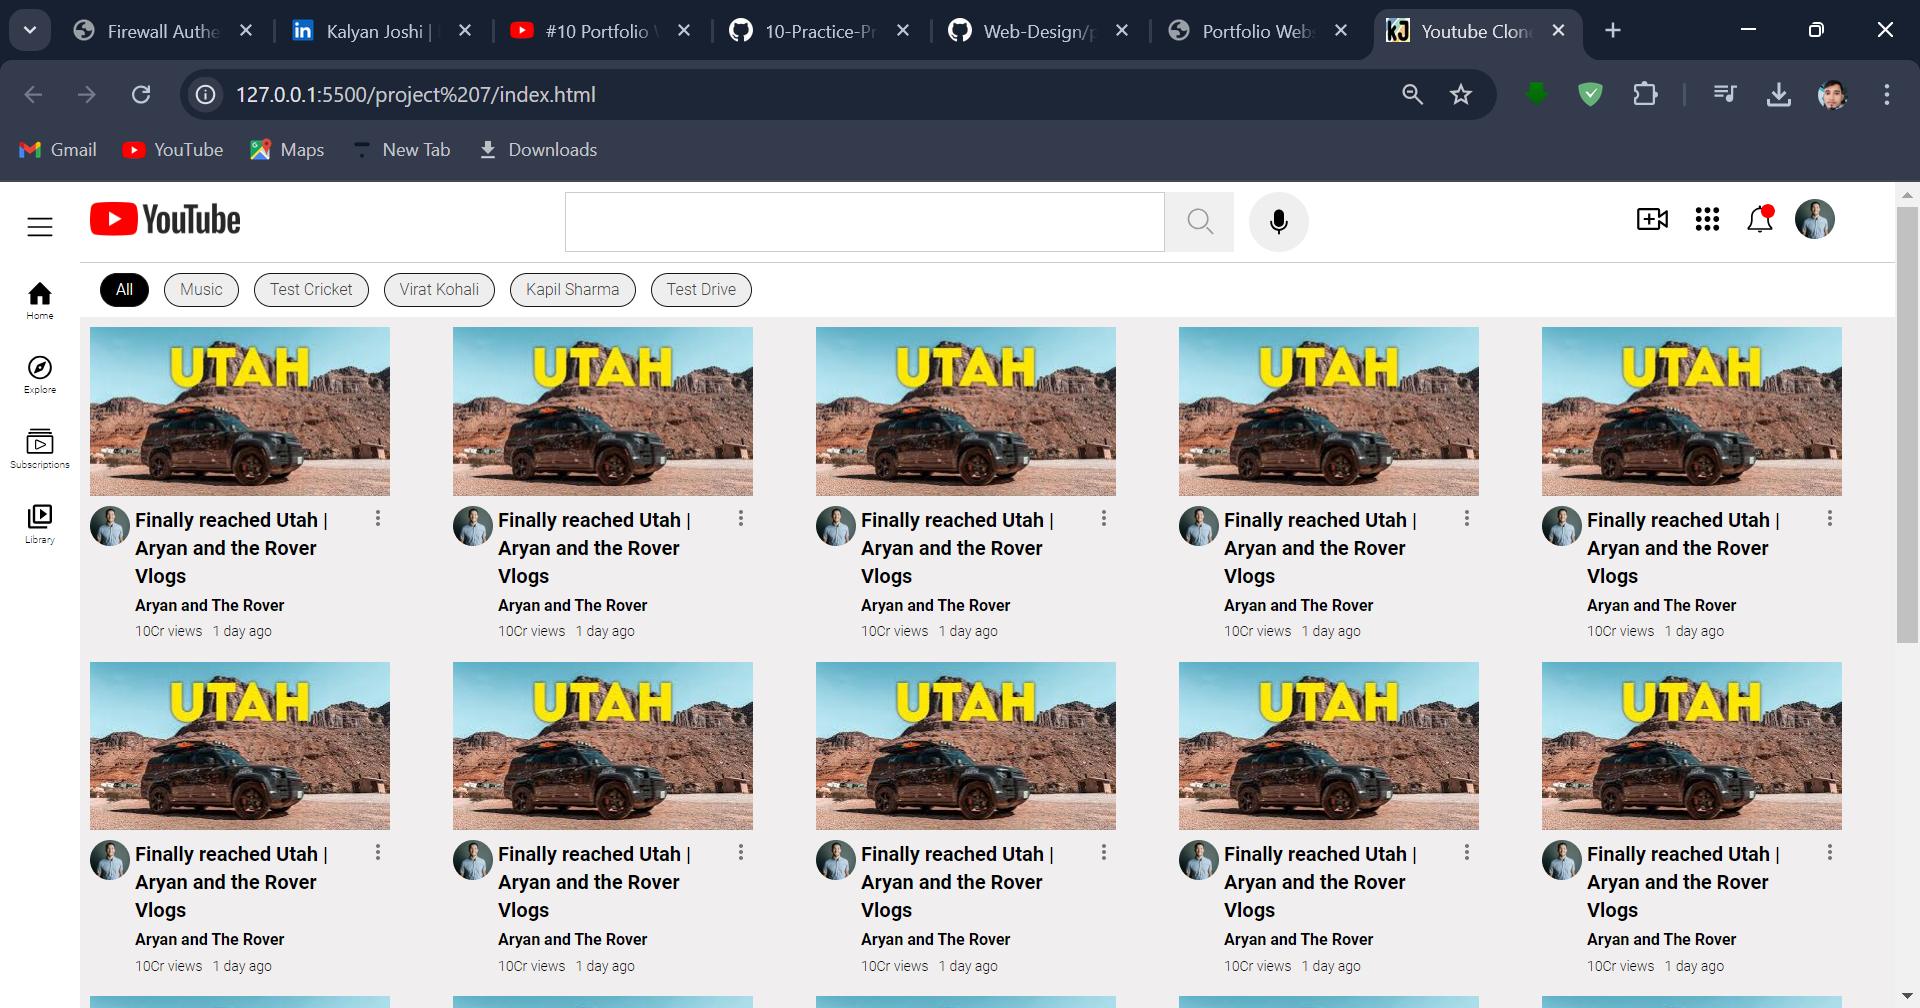 Firewall Authe
Kalyan Joshi |
#10 Portfolio
10-Practice-Pr
Web-Design/p
Portfolio Web
Youtube Clone
127.0.0.1:5500/project%207/index.html
Gmail
YouTube
Maps
New Tab
Downloads
YouTube
All
Music
Test Cricket
Virat Kohali
Kapil Sharma
Test Drive
Home
Explore
Subscriptions
Library
UTAH UTAH UTAH UTAH UTAH
Finally reached Utah | Finally reached Utah | Finally reached Utah | Finally reached Utah | Finally reached Utah |
Aryan and the Rover Aryan and the Rover Aryan and the Rover Aryan and the Rover Aryan and the Rover
Vlogs Vlogs Vlogs Vlogs Vlogs
Aryan and The Rover Aryan and The Rover Aryan and The Rover Aryan and The Rover Aryan and The Rover
10Cr views 1 day ago 10Cr views 1 day ago 10Cr views 1 day ago 10Cr views 1 day ago 10Cr views 1 day ago
UTAH UTAH UTAH UTAH UTAH
Finally reached Utah | Finally reached Utah | Finally reached Utah | Finally reached Utah | Finally reached Utah |
Aryan and the Rover Aryan and the Rover Aryan and the Rover Aryan and the Rover Aryan and the Rover
Vlogs Vlogs Vlogs Vlogs Vlogs
Aryan and The Rover Aryan and The Rover Aryan and The Rover Aryan and The Rover Aryan and The Rover
10Cr views 1 day ago 10Cr views 1 day ago 10Cr views 1 day ago 10Cr views 1 day ago 10Cr views 1 day ago